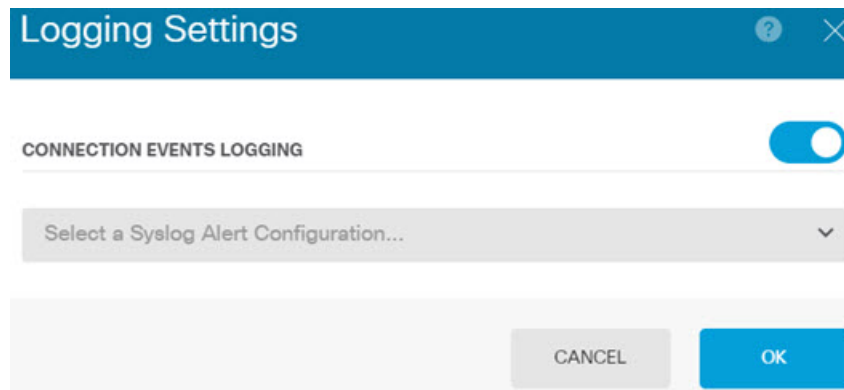 Logging Settings
?
CONNECTION EVENTS LOGGING
Select a Syslog Alert Configuration...
CANCEL
OK